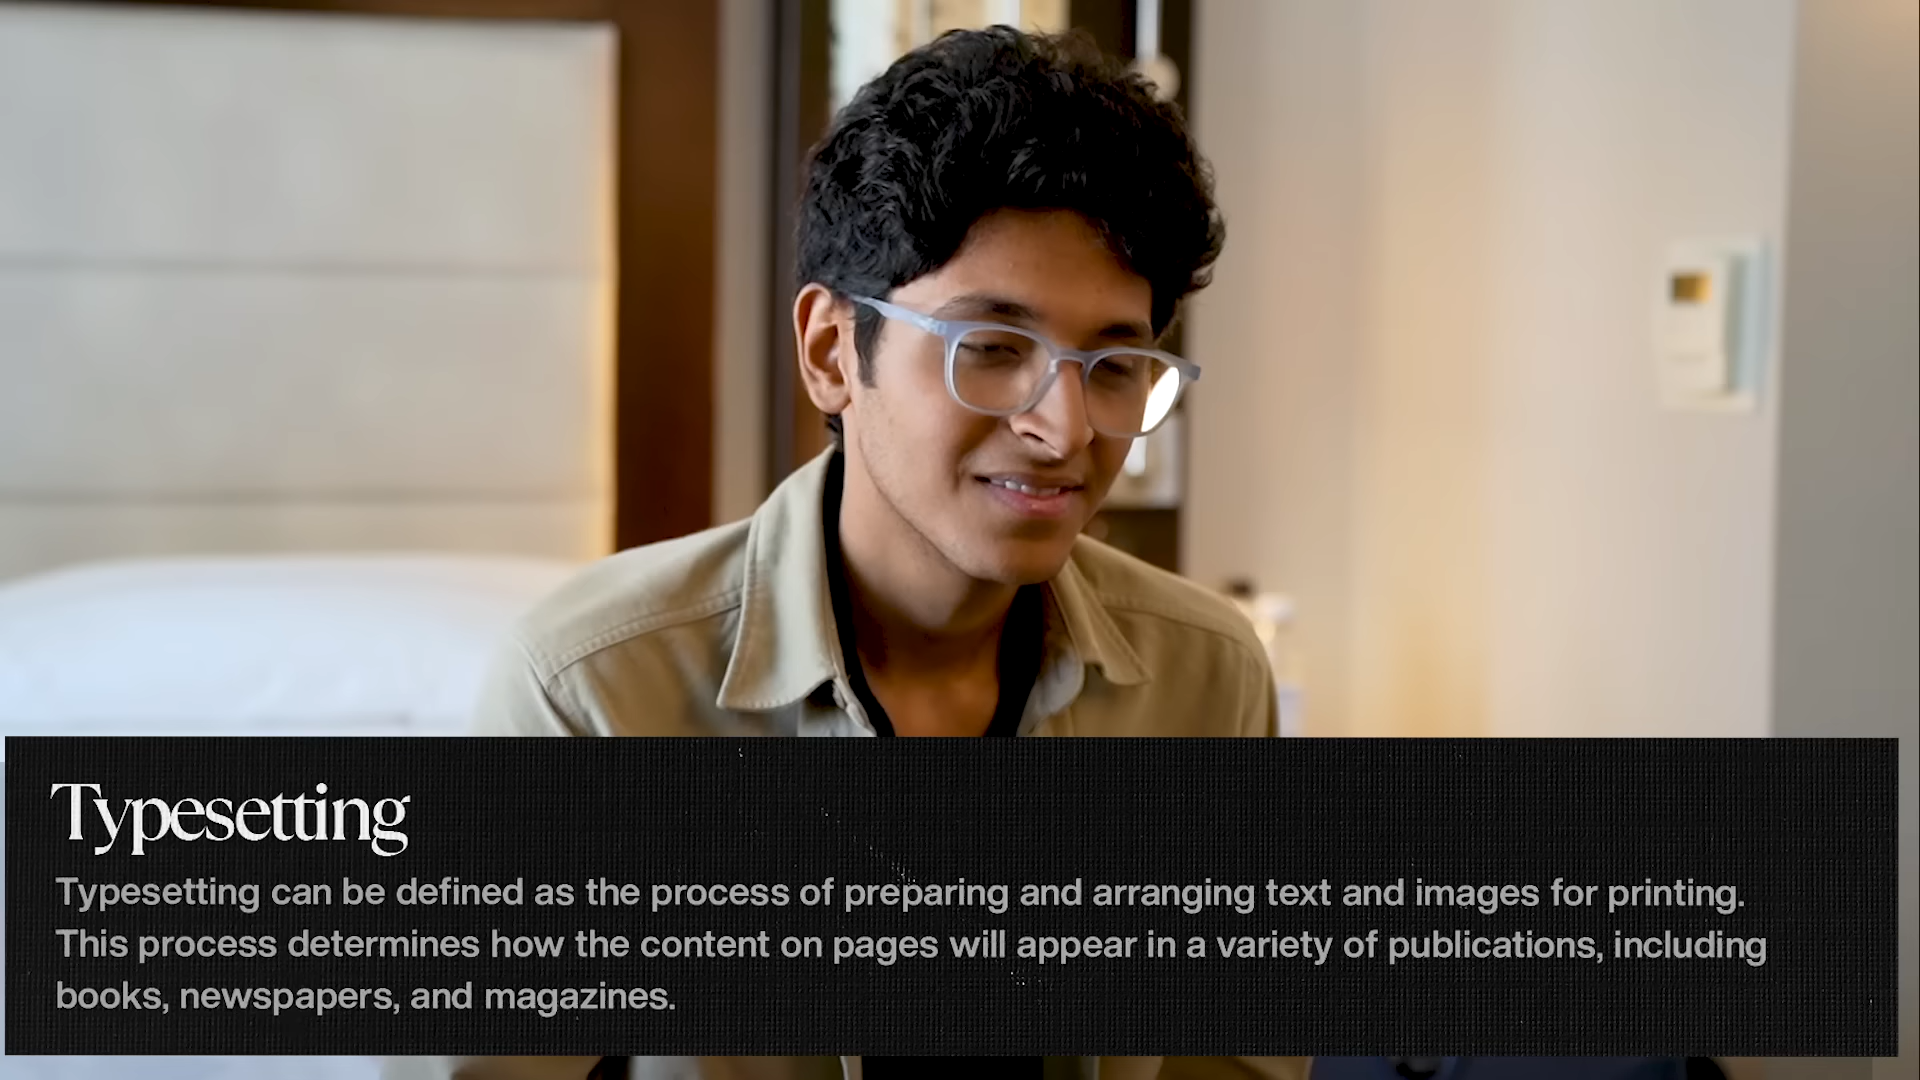 Typesetting
Typesetting can be defined as the process of preparing and arranging text and images for printing.
This process determines how the content on pages will appear in a variety of publications, including
books, newspapers, and magazines.